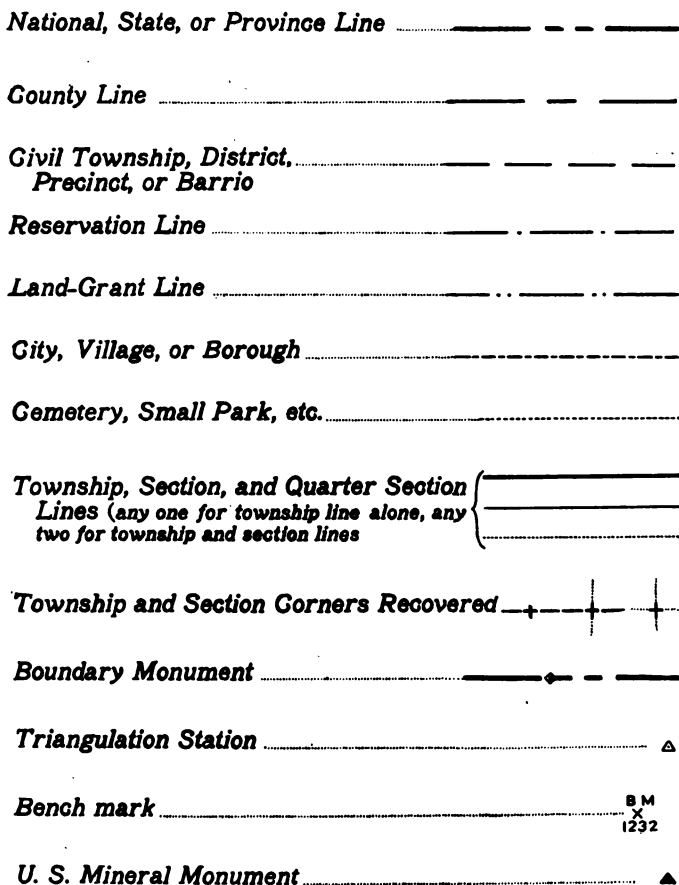 National, State, or Province Line
County Line
Civil Township, District,
Precinct, or Barrio
Reservation Line
Land-Grant Line
City, Village, or Borough
Cemetery, Small Park, etc.
Township, Section, and Quarter Section
Lines (any one for township line alone, any
two for township and section lines
Township and Section Corners Recovered
Boundary Monument
Triangulation Station
Bench mark
B M
X
1232
U. S. Mineral Monument